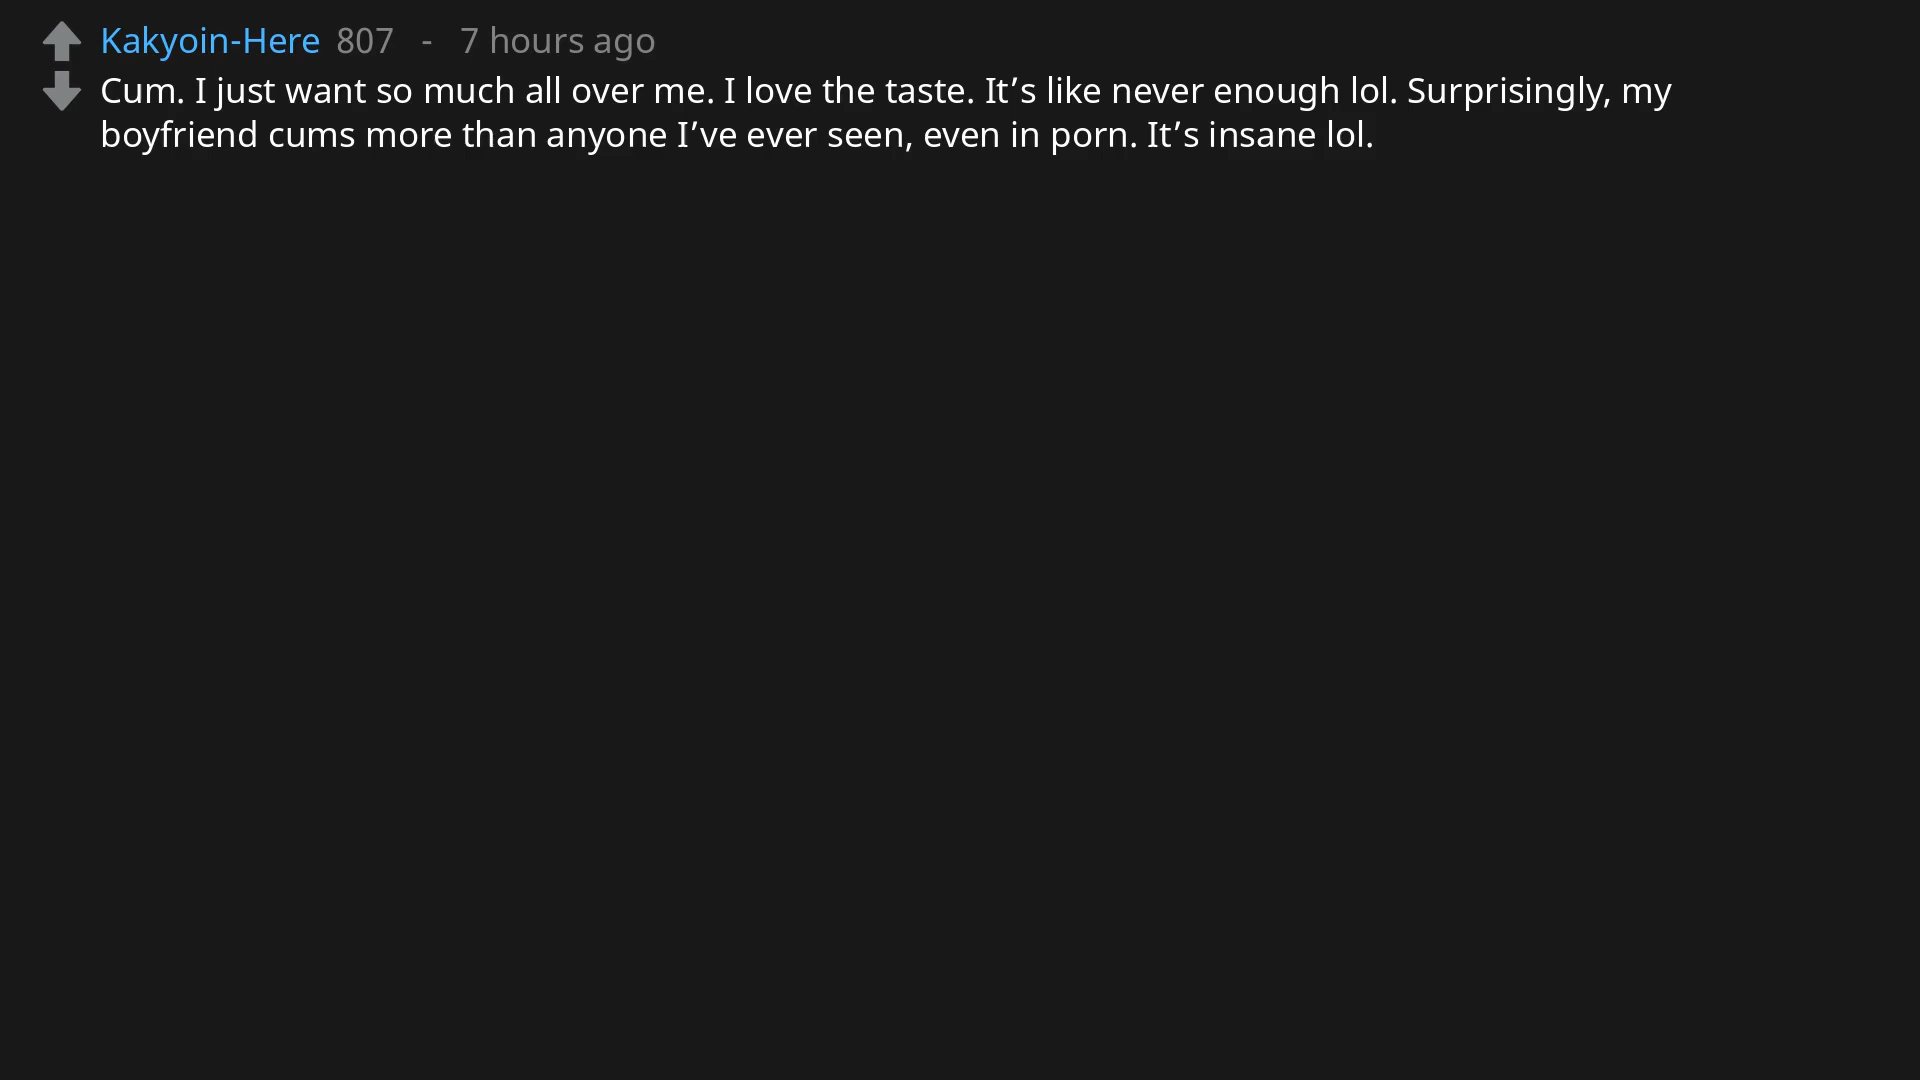 Kakyoin-Here 807 - 7 hours ago
Cum. I just want so much all over me. I love the taste. It’s like never enough lol. Surprisingly, my
boyfriend cums more than anyone I’ve ever seen, even in porn. It’s insane lol.